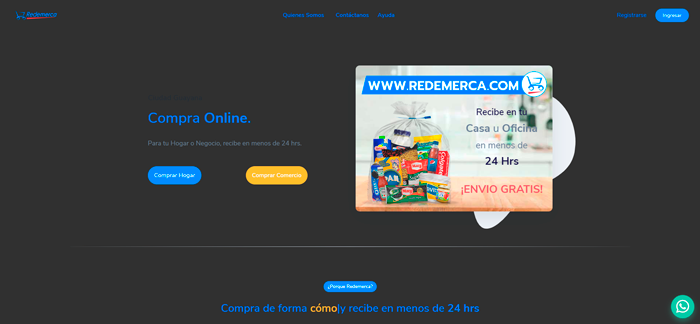 Redemerca
Quienes Somos
Contáctanos
Ayuda
Registrarse
Ingresar
Compra Online.
Para tu Hogar o Negocio, recibe en menos de 24 hrs.
Comprar Hogar
Comprar Comercio
WWW.REDEMERCA.COM
Recibe en tú
Casa u Oficina
en menos de
24 Hrs
¡ENVIO GRATIS!
¿Porque Redemerca?
Compra de forma cómo|y recibe en menos de 24 hrs